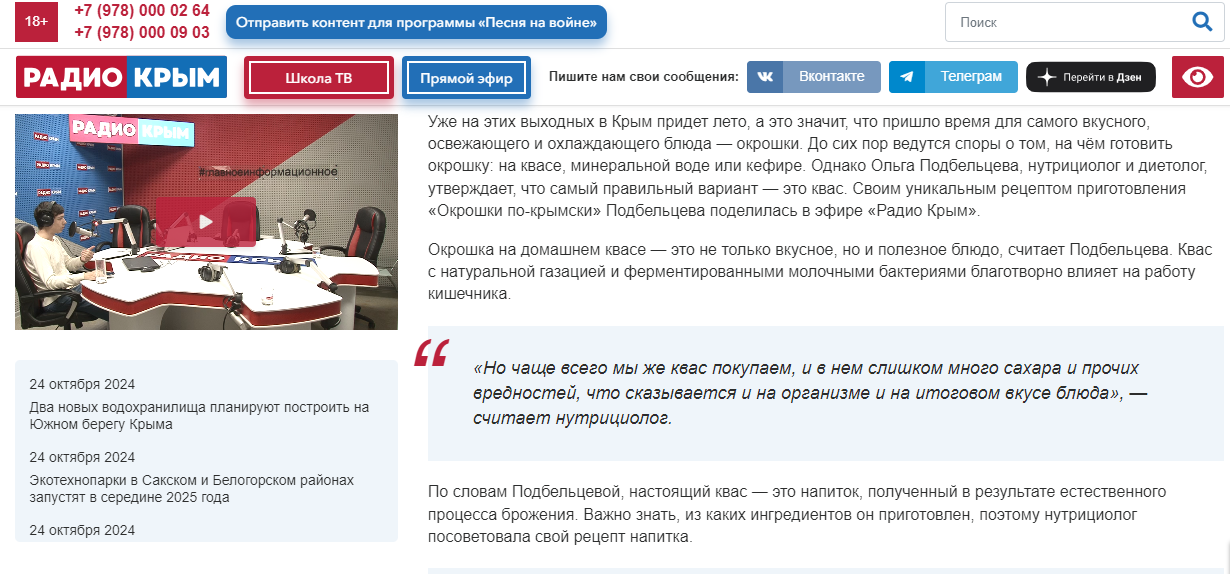 18+
+7 (978) 000 02 64
+7 (978) 000 09 03
Отправить контент для программы «Песня на войне»
Поиск
РАДИО КРЫМ
Школа ТВ
Прямой эфир
Пишите нам свои сообщения:
Вконтакте
Телеграм
Перейти в Дзен
РАДИО КРЫМ
#главноеинформационное
РАДИО КРЫМ
24 октября 2024
Два новых водохранилища планируют построить на
Южном берегу Крыма
24 октября 2024
Экотехнопарки в Сакском и Белогорском районах
запустят в середине 2025 года
24 октября 2024
Уже на этих выходных в Крым придет лето, а это значит, что пришло время для самого вкусного,
освежающего и охлаждающего блюда — окрошки. До сих пор ведутся споры о том, на чём готовить
окрошку: на квасе, минеральной воде или кефире. Однако Ольга Подбельцева, нутрициолог и диетолог,
утверждает, что самый правильный вариант — это квас. Своим уникальным рецептом приготовления
«Окрошки по-крымски» Подбельцева поделилась в эфире «Радио Крым».
Окрошка на домашнем квасе — это не только вкусное, но и полезное блюдо, считает Подбельцева. Квас
с натуральной газацией и ферментированными молочными бактериями благотворно влияет на работу
кишечника.
«Но чаще всего мы же квас покупаем, и в нем слишком много сахара и прочих
вредностей, что сказывается и на организме и на итоговом вкусе блюда», —
считает нутрициолог.
По словам Подбельцевой, настоящий квас — это напиток, полученный в результате естественного
процесса брожения. Важно знать, из каких ингредиентов он приготовлен, поэтому нутрициолог
посоветовала свой рецепт напитка.